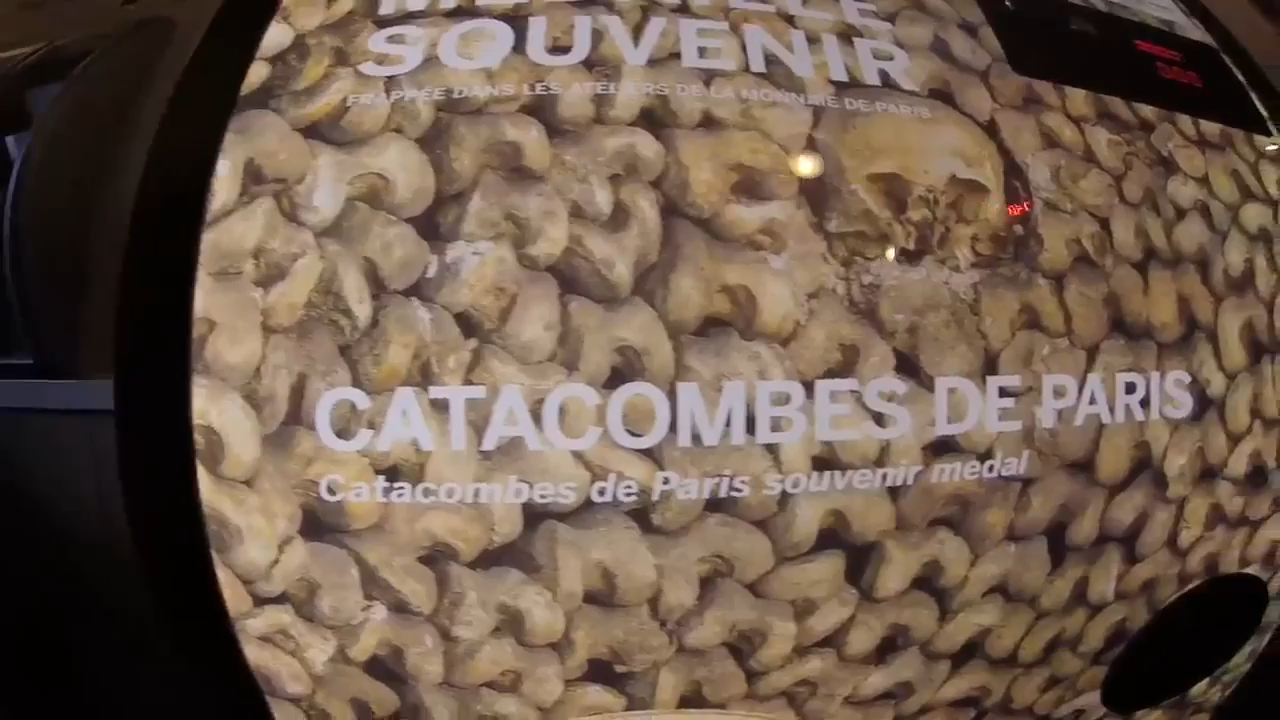 SOUVENIR
FRAPPÉE DANS LES ATELIERS DE LA MONNAIE DE PARIS
CATACOMBES DE PARIS
Catacombes de Paris souvenir medal